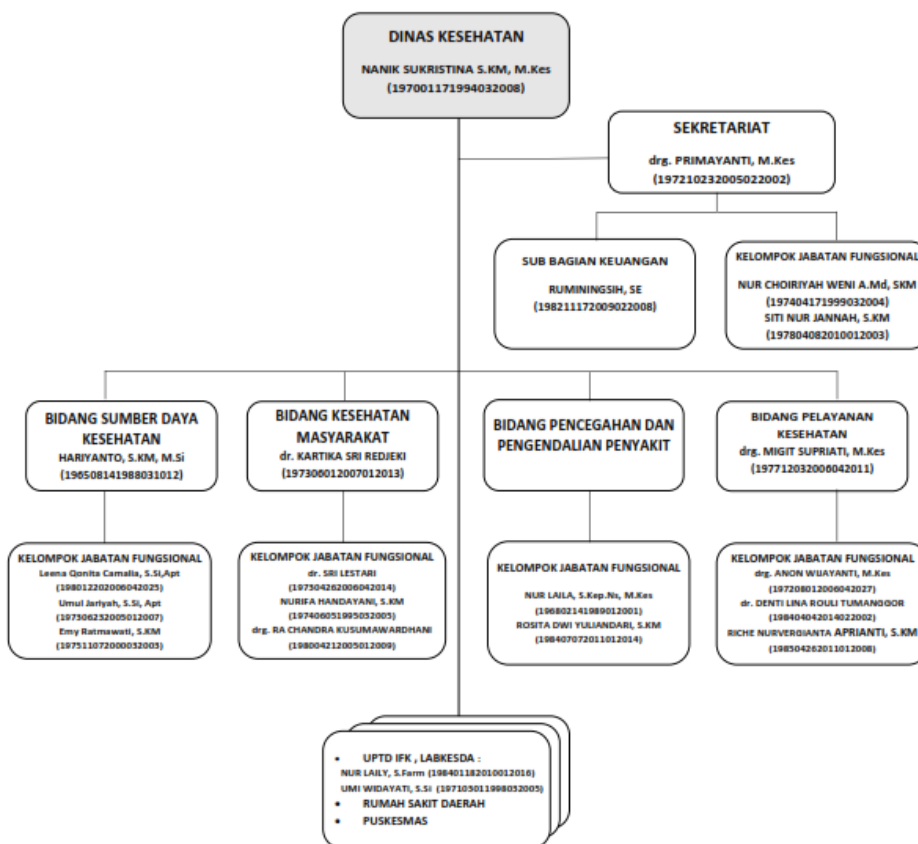 DINAS KESEHATAN
NANIK SUKRISTINA S.KM, M.Kes
(197001171994032008)
SEKRETARIAT
drg. PRIMAYANTI, M.Kes
(197210232005022002)
SUB BAGIAN KEUANGAN
RUMININGSIH, SE
(198211172009022008)
KELOMPOK JABATAN FUNGSIONAL
NUR CHOIRIYAH WENI A.Md, SKM
(197404171999032004)
SITI NUR JANNAH, S.KM
(197804082010012003)
BIDANG SUMBER DAYA
KESEHATAN
HARIYANTO, S.KM, M.Si
(196508141988031012)
BIDANG KESEHATAN
MASYARAKAT
dr. KARTIKA SRI REDJEKI
(197306012007012013)
BIDANG PENCEGAHAN DAN
PENGENDALIAN PENYAKIT
BIDANG PELAYANAN
KESEHATAN
drg. MIGIT SUPRIATI, M.Kes
(197712032006042011)
KELOMPOK JABATAN FUNGSIONAL
Leena Qonita Camalia, S.Si,Apt
(198012202006042025)
Umul Jariyah, S.Si, Apt
(197306232005012007)
Emy Ratmawati, S.KM
(197511072000032003)
KELOMPOK JABATAN FUNGSIONAL
dr. SRI LESTARI
(197304262006042014)
NURIFA HANDAYANI, S.KM
(197406051995032005)
drg. RA CHANDRA KUSUMAWARDHANI
(198004212005012009)
KELOMPOK JABATAN FUNGSIONAL
NUR LAILA, S.Kep.Ns, M.Kes
(196802141989012001)
ROSITA DWI YULIANDARI, S.KM
(198407072011012014)
KELOMPOK JABATAN FUNGSIONAL
drg. ANON WIJAYANTI, M.Kes
(197208012006042027)
dr. DENTI LINA ROULI TUMANGGOR
(198404042014022002)
RICHE NURVERGIANTA APRIANTI, S.KM
(198504262011012008)
• UPTD IFK , LABKESDA :
NUR LAILY, S.Farm (198401182010012016)
UMI WIDAYATI, S.Si (197103011998032005)
• RUMAH SAKIT DAERAH
• PUSKESMAS